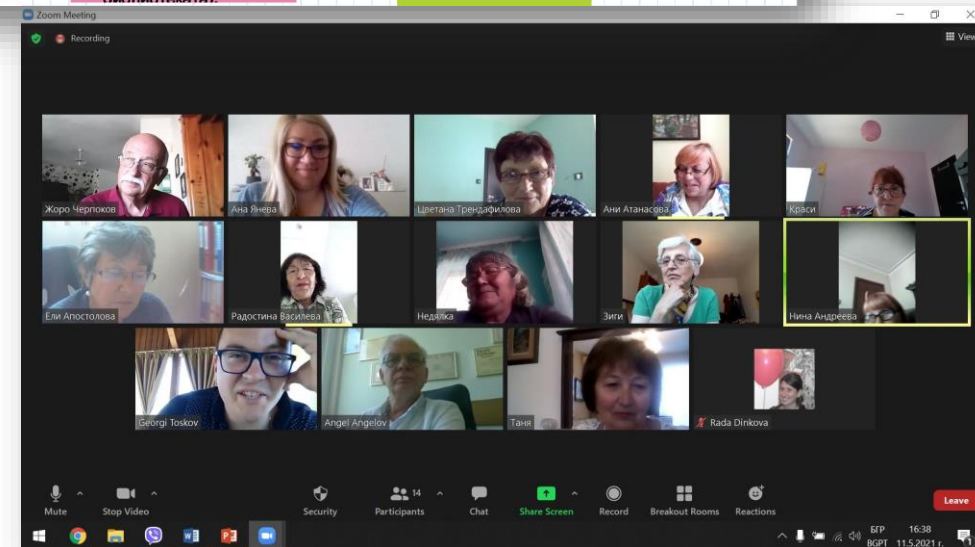 Zoom Meeting
Recording
View
Жоро Черпоков
Ана Янева
Цветана Трендафилова
Ани Атанасова
Краси
Ели Апостолова
Радостина Василева
Недялка
Зиги
Нина Андреева
Georgi Toskov
Angel Angelov
Таня
Rada Dinkova
Mute
Stop Video
Security
14
Participants
Chat
Share Screen
Record
Breakout Rooms
Reactions
Leave
БГР 16:38
BGPT 11.5.2021 г.